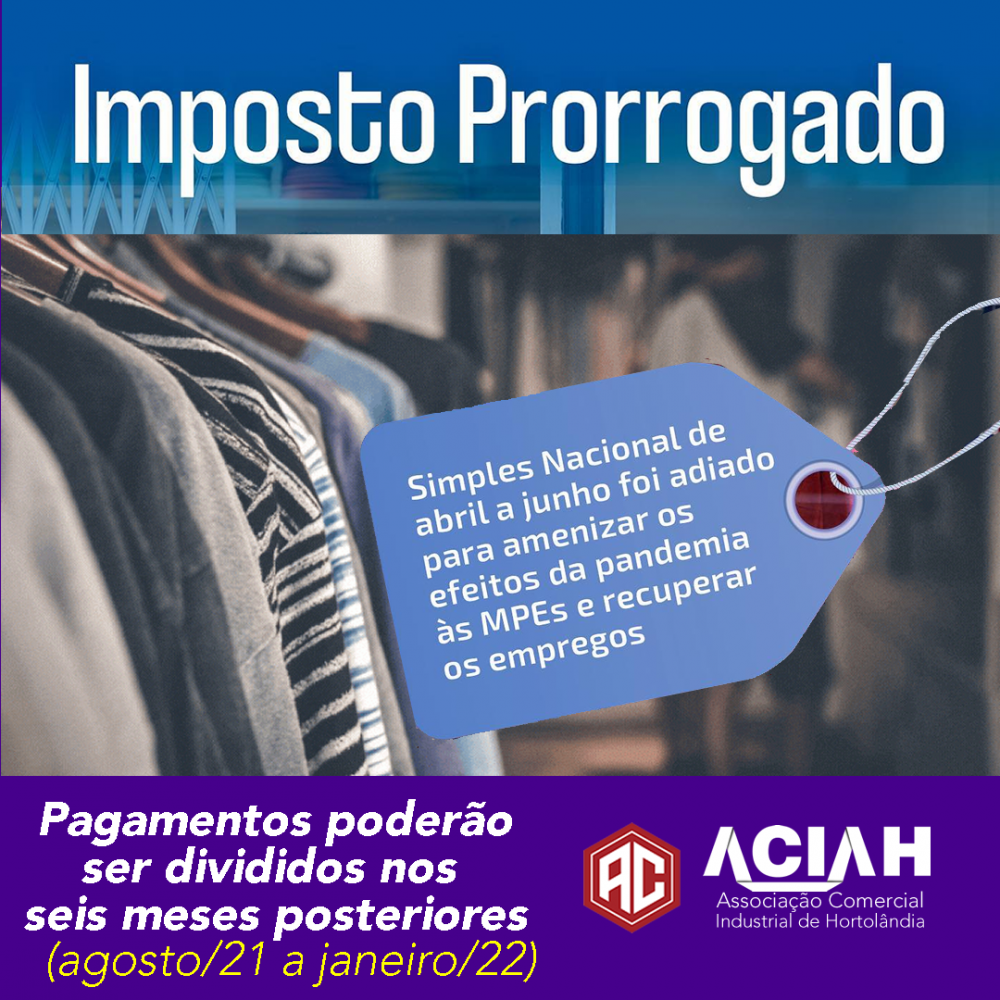 Imposto Prorrogado
Simples Nacional de
abril a junho foi adiado
para amenizar os
efeitos da pandemia
às MPEs e recuperar
os empregos
Pagamentos poderão
ser divididos nos
seis meses posteriores
(agosto/21 a janeiro/22)
AC
ACIAH
Associação Comercial
Industrial de Hortolândia